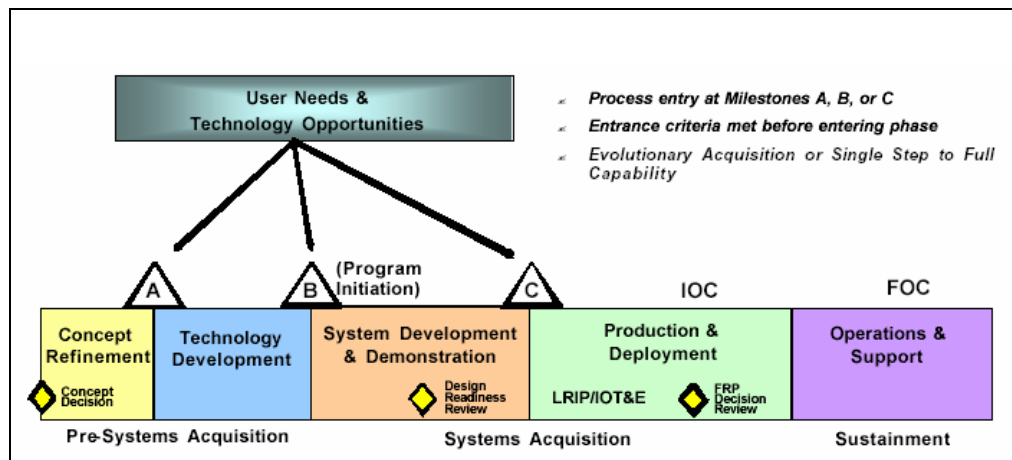 User Needs &
Technology Opportunities
Process entry at Milestones A, B, or C
Entrance criteria met before entering phase
Evolutionary Acquisition or Single Step to Full
Capability
A
B
(Program
Initiation)
C
IOC
FOC
Concept
Refinement
Technology
Development
System Development
& Demonstration
Production &
Deployment
Operations &
Support
Concept
Decision
Design
Readiness
Review
LRIP/IOT&E
FRP
Decision
Review
Pre-Systems Acquisition
Systems Acquisition
Sustainment